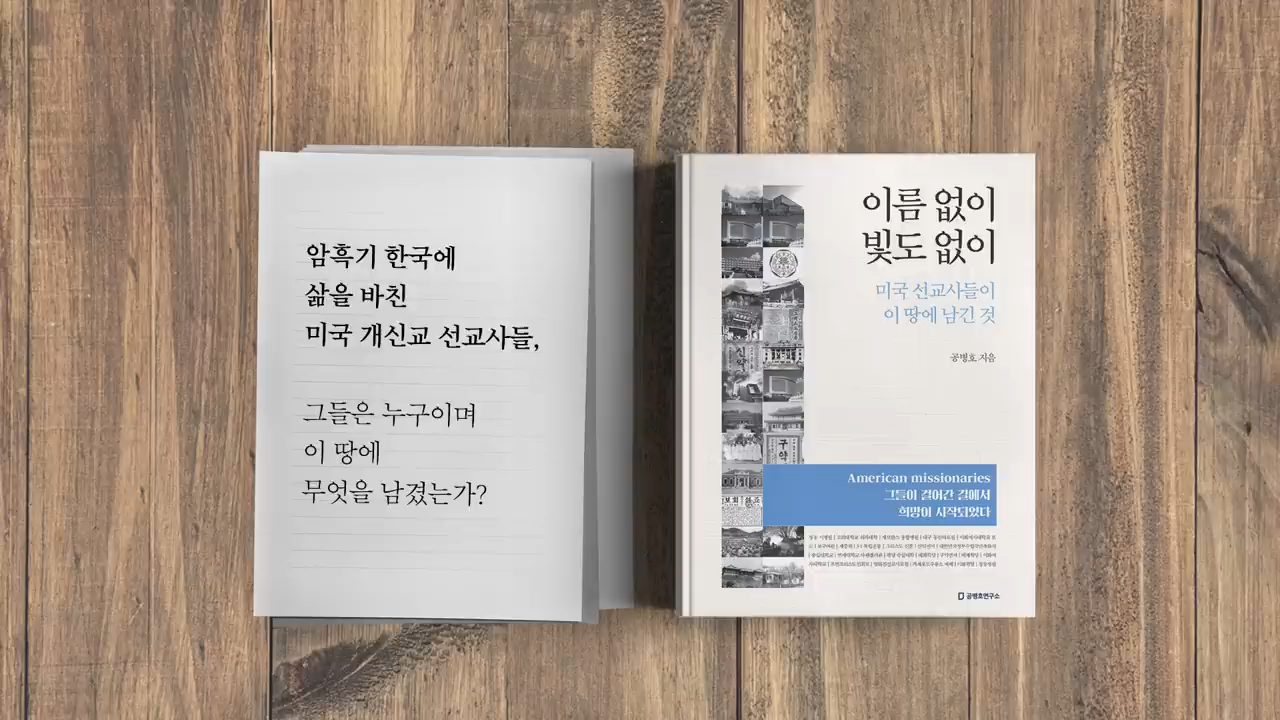 암흑기 한국에
삶을 바친
미국 개신교 선교사들,
그들은 누구이며
이 땅에
무엇을 남겼는가?
이름 없이
빛도 없이
미국 선교사들이
이 땅에 남긴 것
공병호 지음
신약
구약
American missionaries
그들이 걸어간 길에서
희망이 시작되었다
공병호연구소